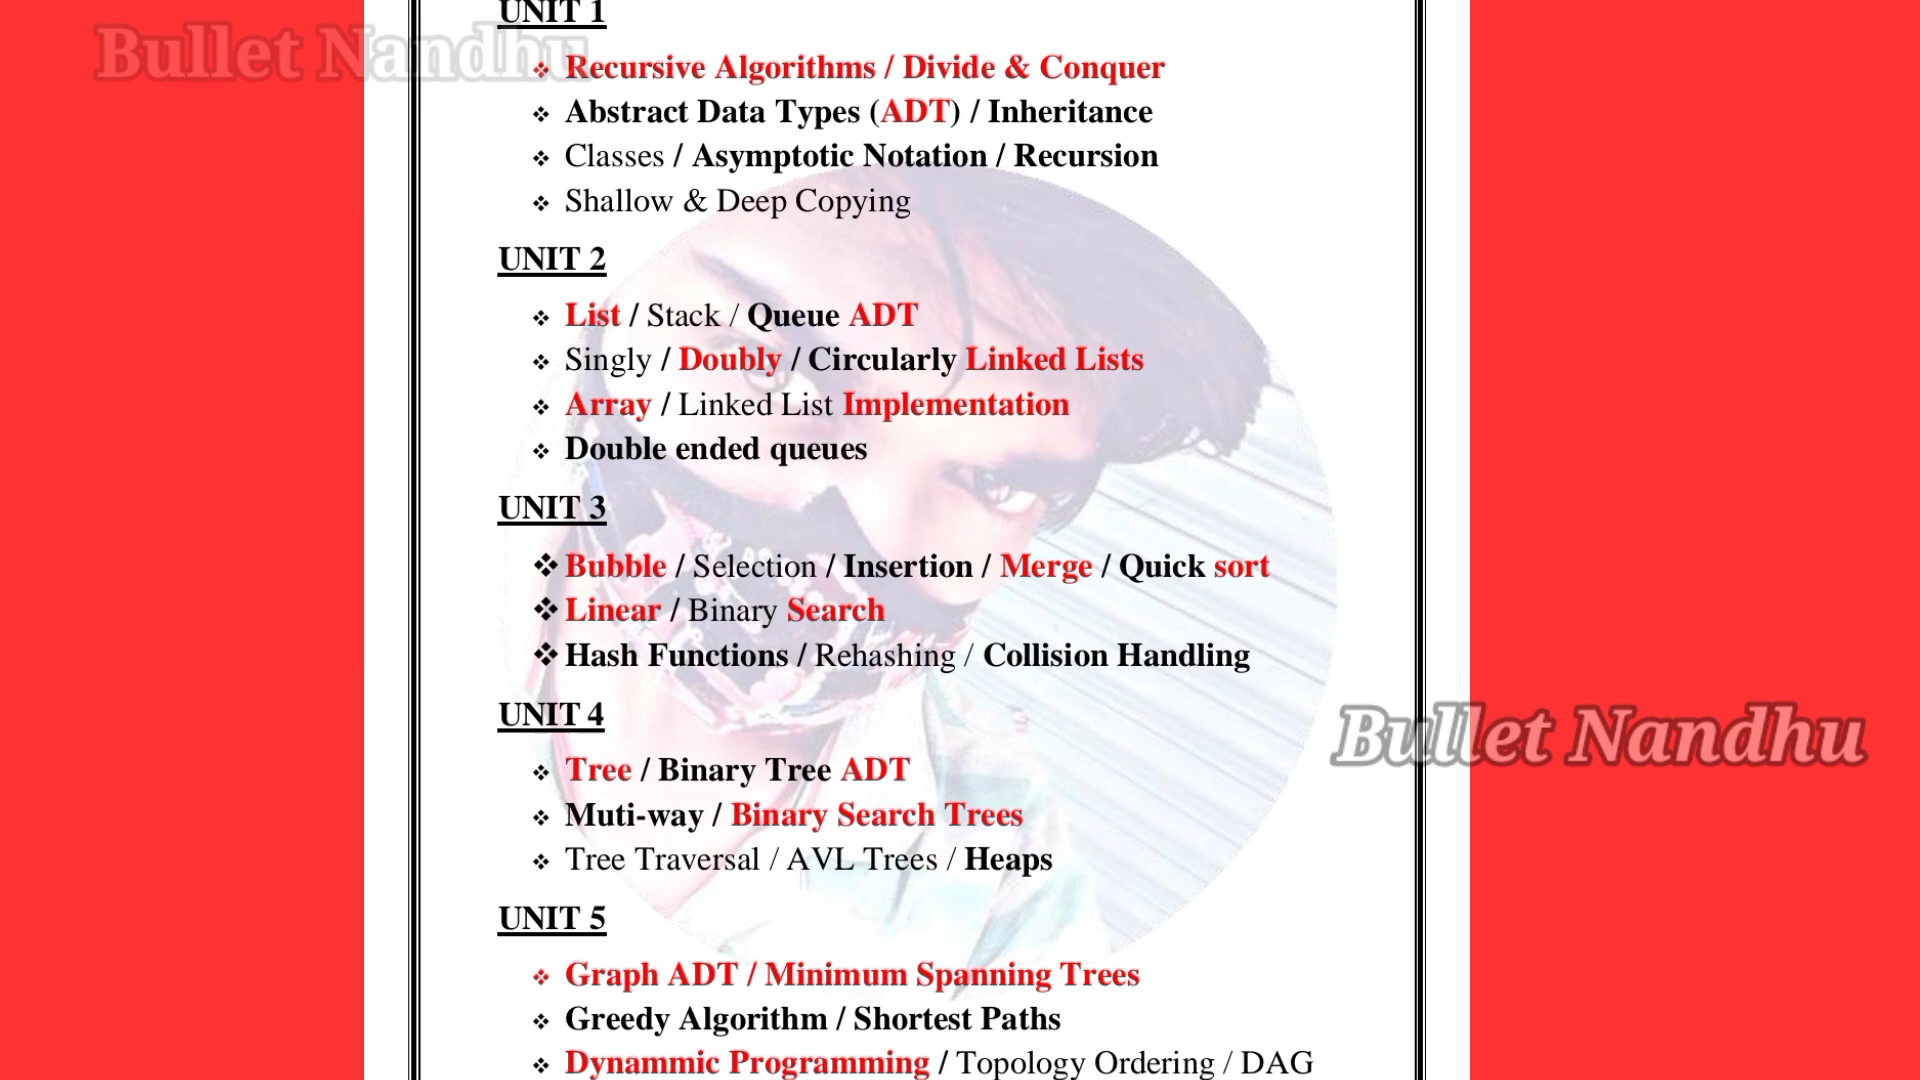 UNIT 1
Bullet Nandhu
❖ Recursive Algorithms / Divide & Conquer
❖ Abstract Data Types (ADT) / Inheritance
❖ Classes / Asymptotic Notation / Recursion
❖ Shallow & Deep Copying
UNIT 2
❖ List / Stack / Queue ADT
❖ Singly / Doubly / Circularly Linked Lists
❖ Array / Linked List Implementation
❖ Double ended queues
UNIT 3
❖ Bubble / Selection / Insertion / Merge / Quick sort
❖ Linear / Binary Search
❖ Hash Functions / Rehashing / Collision Handling
UNIT 4
Bullet Nandhu
❖ Tree / Binary Tree ADT
❖ Muti-way / Binary Search Trees
❖ Tree Traversal / AVL Trees / Heaps
UNIT 5
❖ Graph ADT / Minimum Spanning Trees
❖ Greedy Algorithm / Shortest Paths
❖ Dynammic Programming / Topology Ordering / DAG